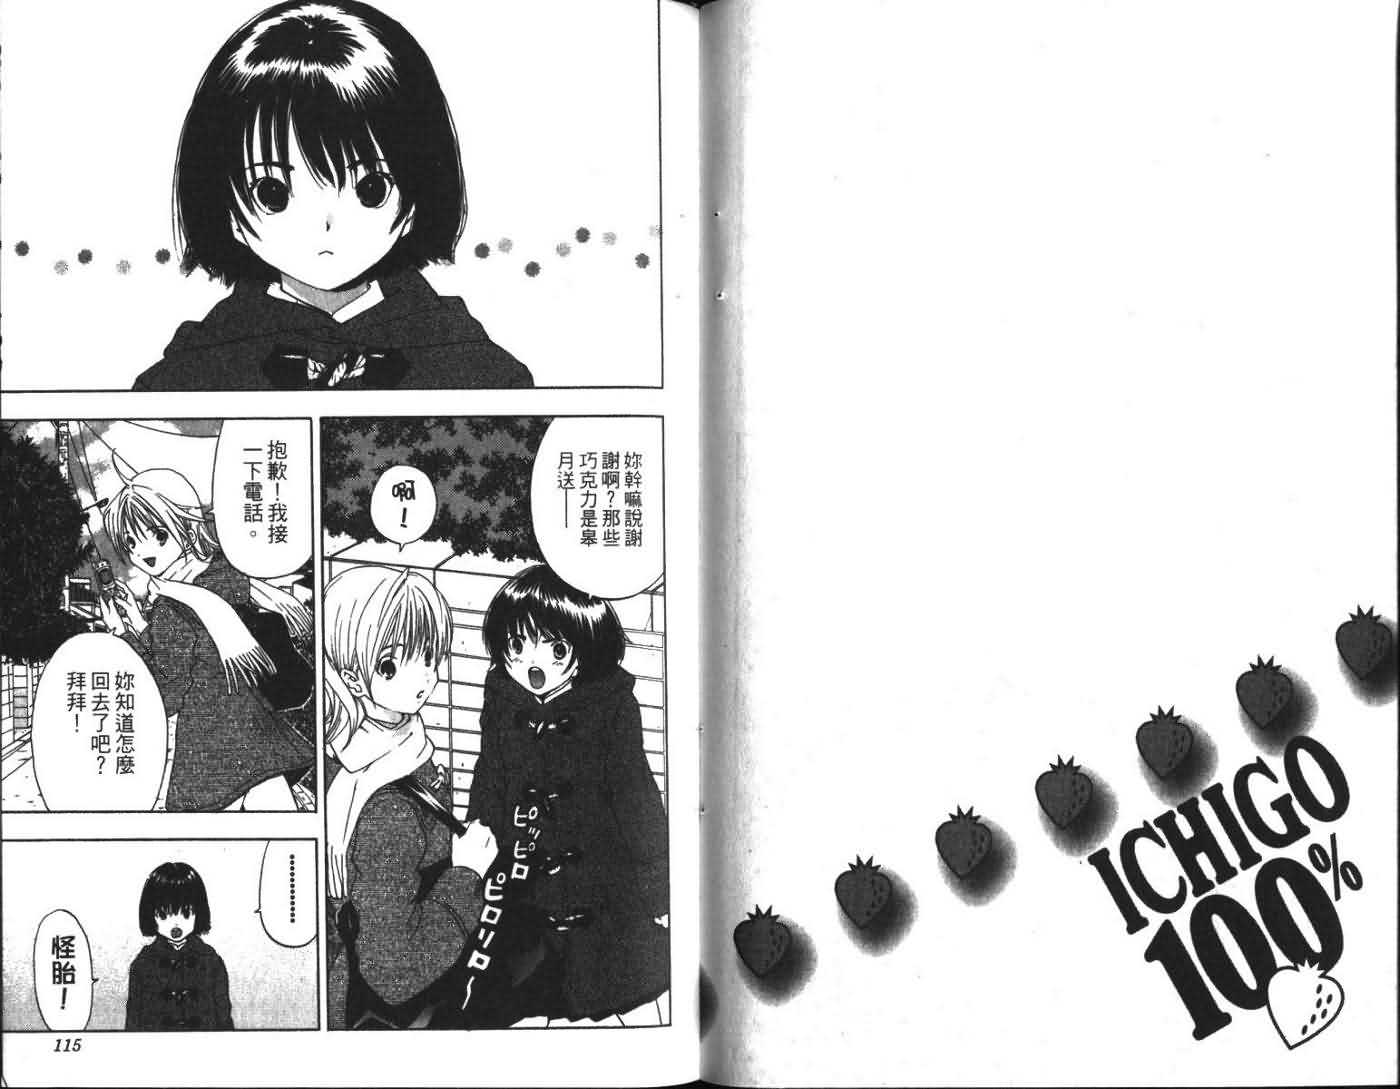 ICHIGO
100%
妳幹嘛說謝
謝啊？那些
巧克力是皋
月送——
啊！
ピッピロ
ピロリロ～
抱歉！我接
一下電話。
妳知道怎麼
回去了吧？
拜拜！
…………
怪胎！
115